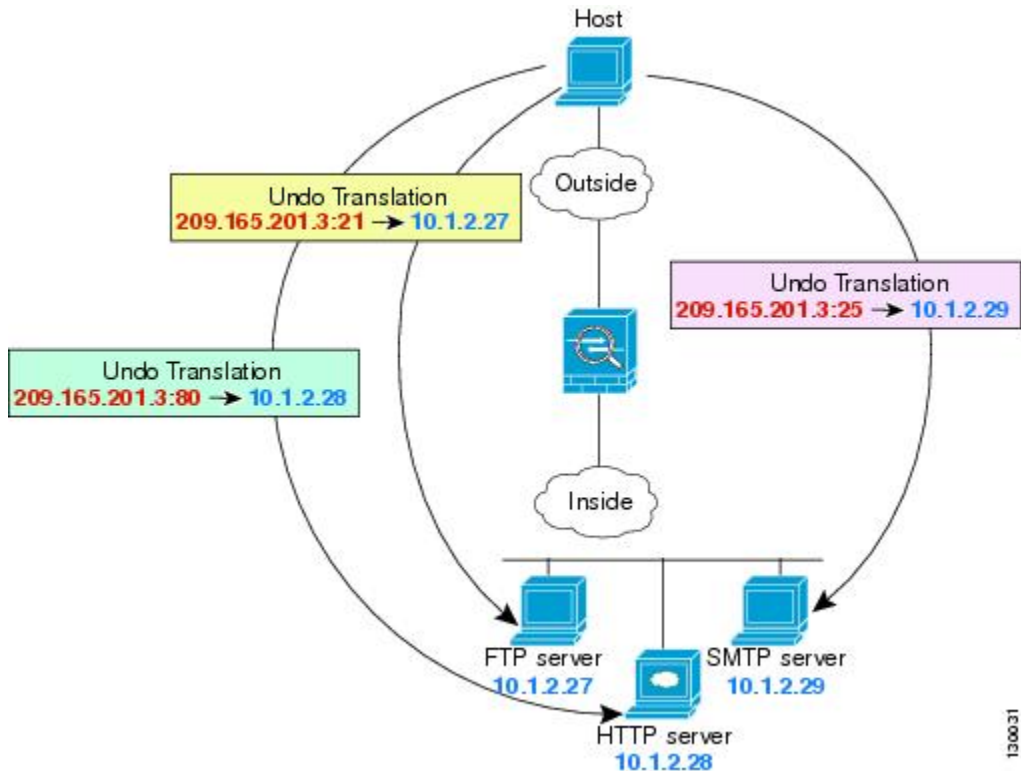 Host
Outside
Undo Translation
209.165.201.3:21 → 10.1.2.27
Undo Translation
209.165.201.3:25 → 10.1.2.29
Undo Translation
209.165.201.3:80 → 10.1.2.28
Inside
FTP server
10.1.2.27
SMTP server
10.1.2.29
HTTP server
10.1.2.28
130031